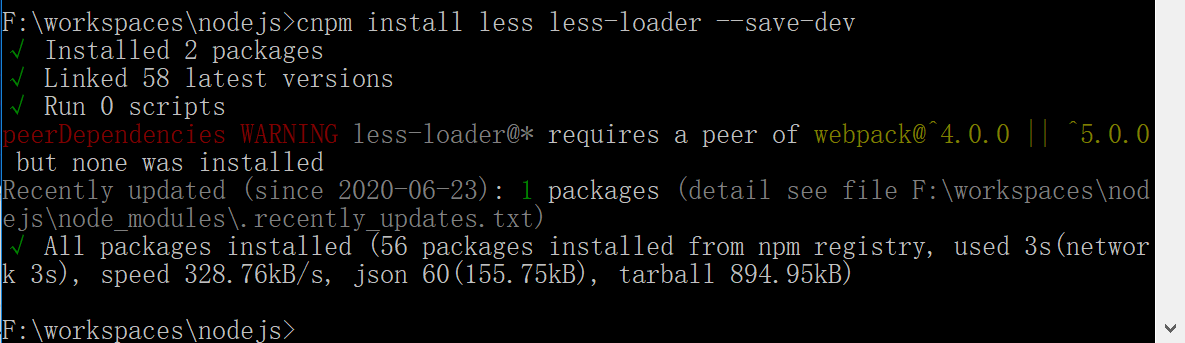 F:\workspaces\nodejs>cnpm install less less-loader --save-dev
√ Installed 2 packages
√ Linked 58 latest versions
√ Run 0 scripts
peerDependencies WARNING less-loader@* requires a peer of webpack@^4.0.0 || ^5.0.0
but none was installed
Recently updated (since 2020-06-23): 1 packages (detail see file F:\workspaces\nod
ejs\node_modules\.recently_updates.txt)
√ All packages installed (56 packages installed from npm registry, used 3s(networ
k 3s), speed 328.76kB/s, json 60(155.75kB), tarball 894.95kB)
F:\workspaces\nodejs>